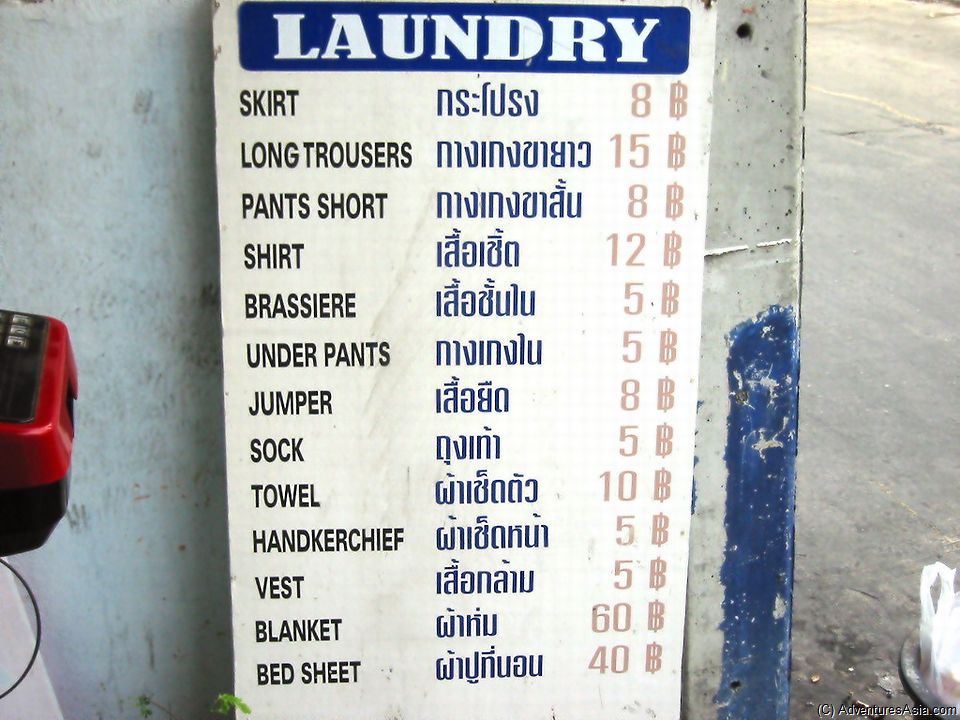 LAUNDRY
SKIRT กระโปรง 8 ฿
LONG TROUSERS กางเกงขายาว 15 ฿
PANTS SHORT กางเกงขาสั้น 8 ฿
SHIRT เสื้อเชิ้ต 12 ฿
BRASSIERE เสื้อชั้นใน 5 ฿
UNDER PANTS กางเกงใน 5 ฿
JUMPER เสื้อยืด 8 ฿
SOCK ถุงเท้า 5 ฿
TOWEL ผ้าเช็ดตัว 10 ฿
HANDKERCHIEF ผ้าเช็ดหน้า 5 ฿
VEST เสื้อกล้าม 5 ฿
BLANKET ผ้าห่ม 60 ฿
BED SHEET ผ้าปูที่นอน 40 ฿
(C) AdventuresAsia.com